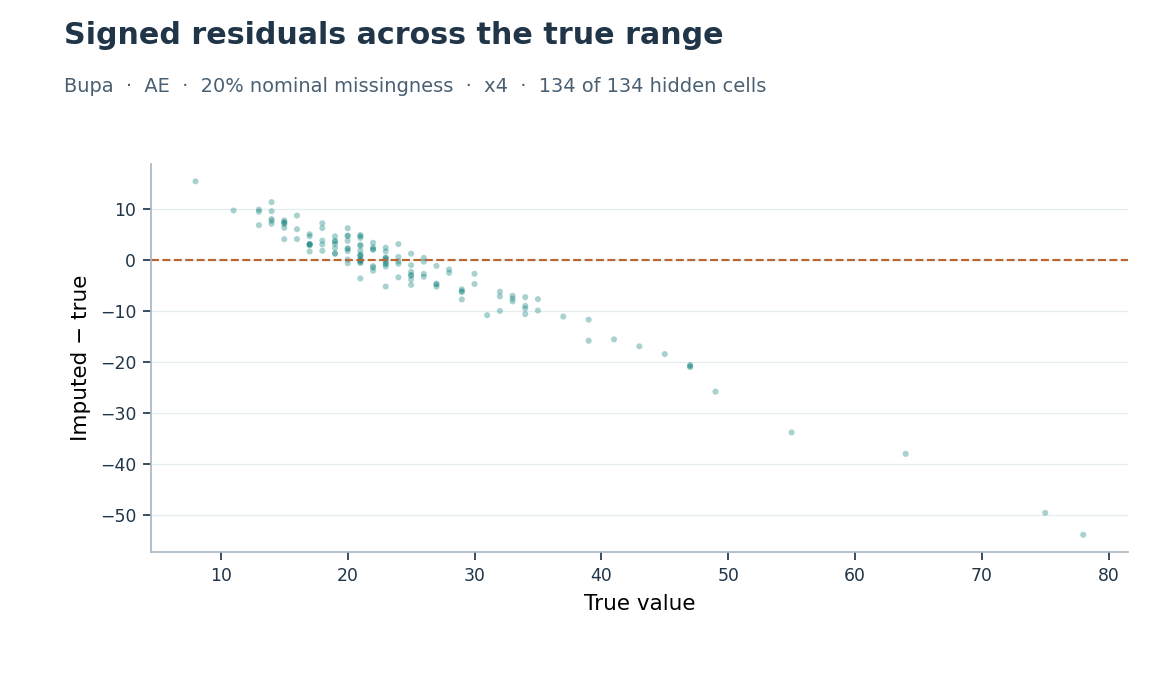 Signed residuals across the true range
Bupa · AE · 20% nominal missingness · x4 · 134 of 134 hidden cells
Imputed − true
10
0
−10
−20
−30
−40
−50
10 20 30 40 50 60 70 80
True value